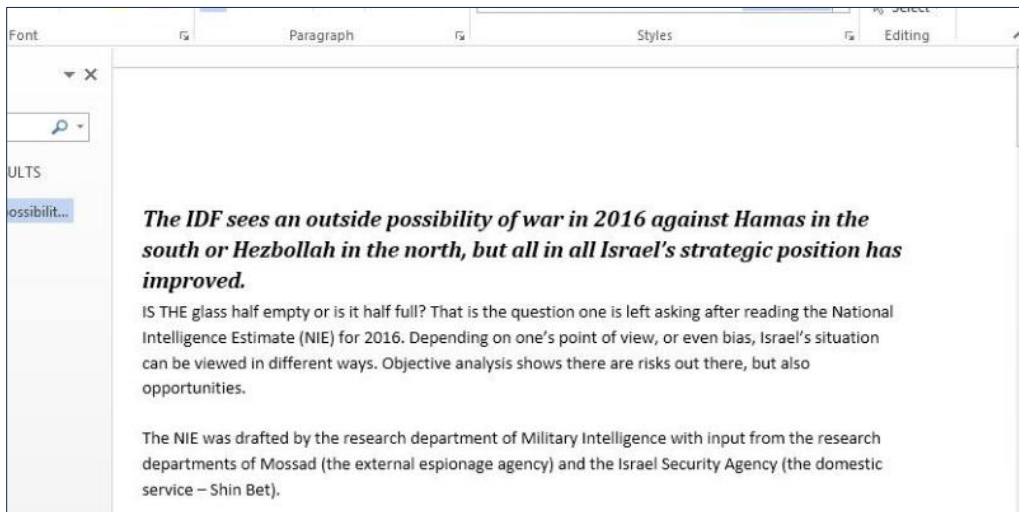 Select
Font
Paragraph
Styles
Editing
ULTS
ossibilit...
The IDF sees an outside possibility of war in 2016 against Hamas in the
south or Hezbollah in the north, but all in all Israel's strategic position has
improved.
IS THE glass half empty or is it half full? That is the question one is left asking after reading the National
Intelligence Estimate (NIE) for 2016. Depending on one's point of view, or even bias, Israel's situation
can be viewed in different ways. Objective analysis shows there are risks out there, but also
opportunities.
The NIE was drafted by the research department of Military Intelligence with input from the research
departments of Mossad (the external espionage agency) and the Israel Security Agency (the domestic
service – Shin Bet).